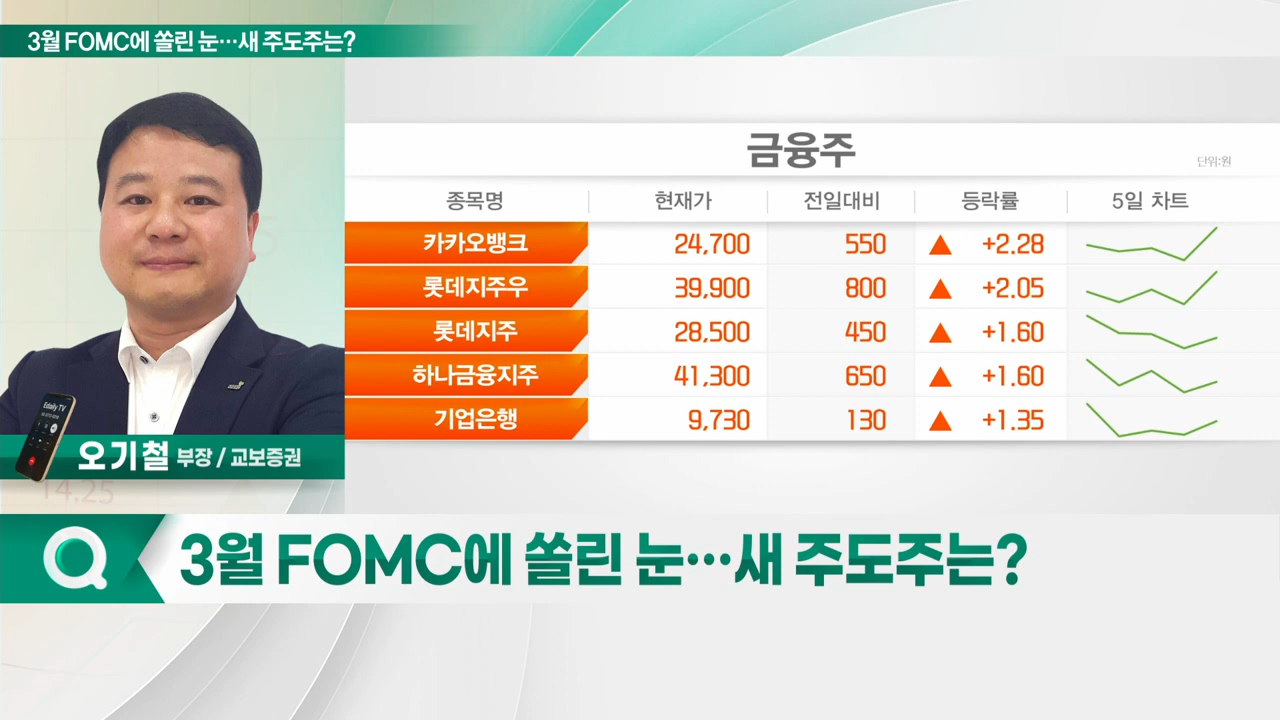 3월 FOMC에 쏠린 눈…새 주도주는?
금융주
단위:원
종목명 현재가 전일대비 등락률 5일 차트
카카오뱅크 24,700 550 ▲ +2.28
롯데지주우 39,900 800 ▲ +2.05
롯데지주 28,500 450 ▲ +1.60
하나금융지주 41,300 650 ▲ +1.60
기업은행 9,730 130 ▲ +1.35
Edaily TV
오기철 부장 / 교보증권
14.25
Q 3월 FOMC에 쏠린 눈…새 주도주는?